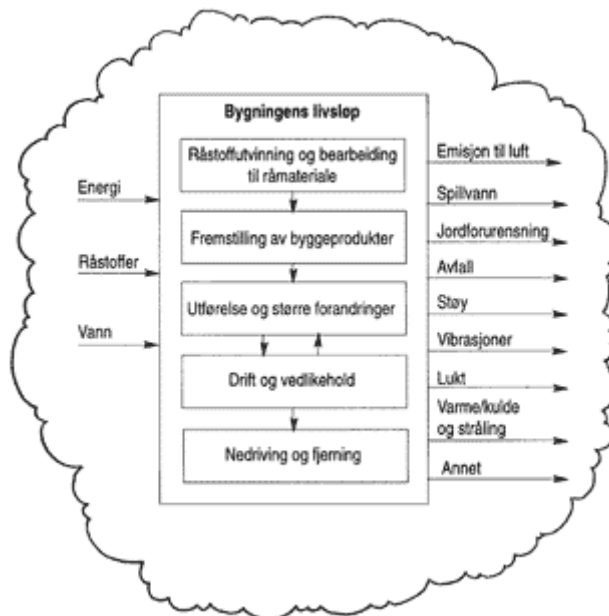 Bygningens livsløp
Energi
Råstoffer
Vann
Råstoffutvinning og bearbeiding
til råmateriale
Fremstilling av byggeprodukter
Utførelse og større forandringer
Drift og vedlikehold
Nedriving og fjerning
Emisjon til luft
Spillvann
Jordforurensning
Avfall
Støy
Vibrasjoner
Lukt
Varme/kulde
og stråling
Annet